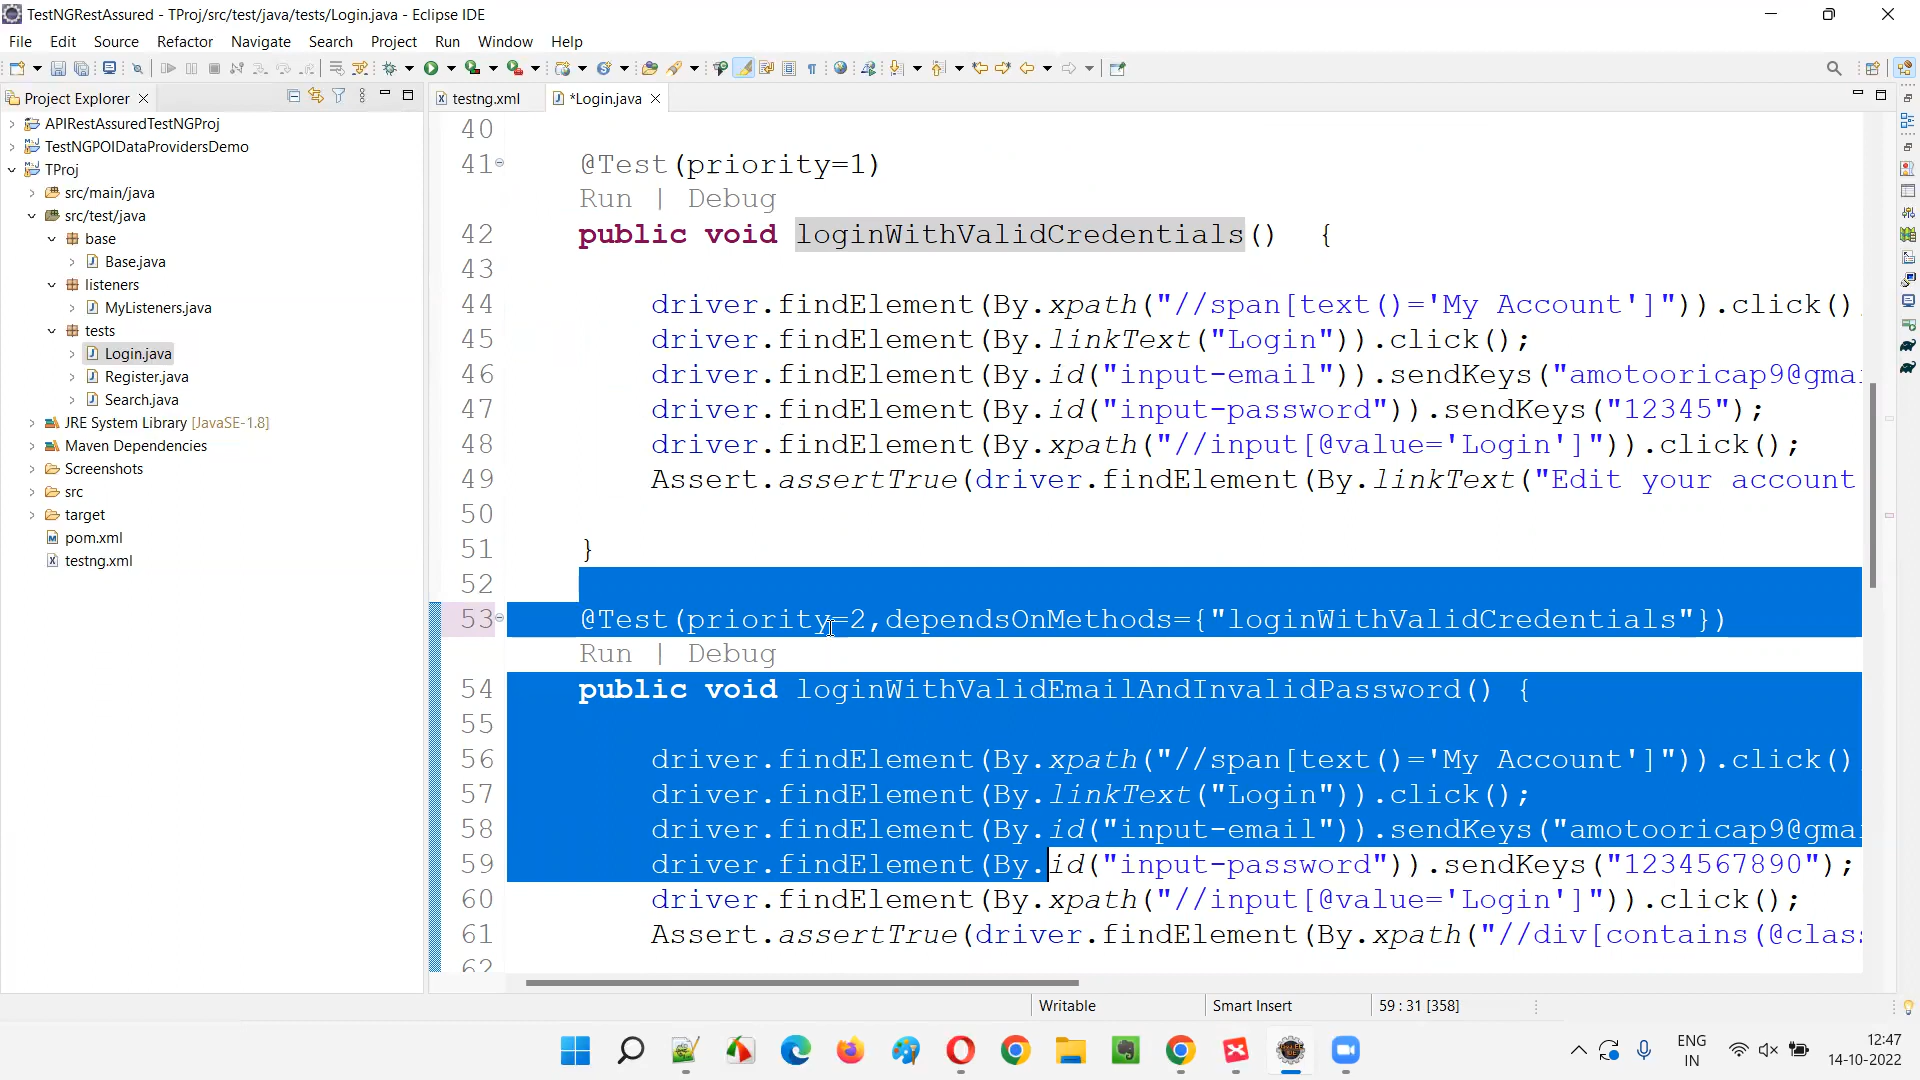 TestNGRestAssured - TProj/src/test/java/tests/Login.java - Eclipse IDE
File Edit Source Refactor Navigate Search Project Run Window Help
Project Explorer
testng.xml
*Login.java
APIRestAssuredTestNGProj
TestNGPOIDataProvidersDemo
TProj
src/main/java
src/test/java
base
Base.java
listeners
MyListeners.java
tests
Login.java
Register.java
Search.java
JRE System Library [JavaSE-1.8]
Maven Dependencies
Screenshots
src
target
pom.xml
testng.xml
40
41 @Test(priority=1)
Run | Debug
42 public void loginWithValidCredentials() {
43
44 driver.findElement(By.xpath("//span[text()='My Account']")).click()
45 driver.findElement(By.linkText("Login")).click();
46 driver.findElement(By.id("input-email")).sendKeys("amotooricap9@gma
47 driver.findElement(By.id("input-password")).sendKeys("12345");
48 driver.findElement(By.xpath("//input[@value='Login']")).click();
49 Assert.assertTrue(driver.findElement(By.linkText("Edit your account
50
51 }
52
53 @Test(priority=2,dependsOnMethods={"loginWithValidCredentials"})
Run | Debug
54 public void loginWithValidEmailAndInvalidPassword() {
55
56 driver.findElement(By.xpath("//span[text()='My Account']")).click()
57 driver.findElement(By.linkText("Login")).click();
58 driver.findElement(By.id("input-email")).sendKeys("amotooricap9@gma
59 driver.findElement(By.id("input-password")).sendKeys("1234567890");
60 driver.findElement(By.xpath("//input[@value='Login']")).click();
61 Assert.assertTrue(driver.findElement(By.xpath("//div[contains(@clas
62
Writable
Smart Insert
59 : 31 [358]
ENG
IN
12:47
14-10-2022